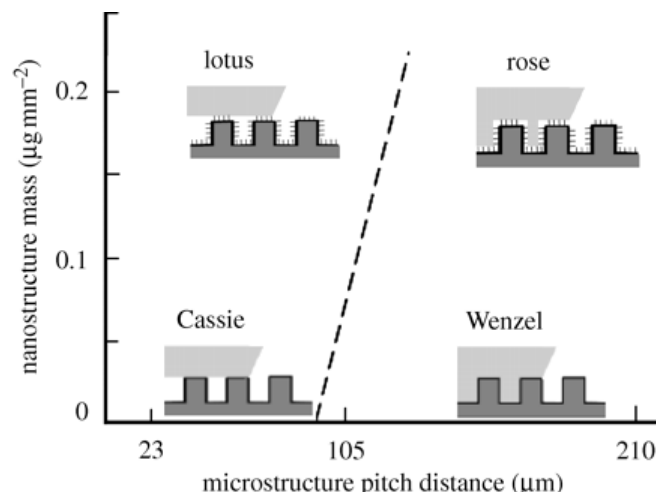 lotus
rose
0.2
nanostructure mass (μg mm⁻²)
0.1
Cassie
Wenzel
0
23
105
210
microstructure pitch distance (μm)